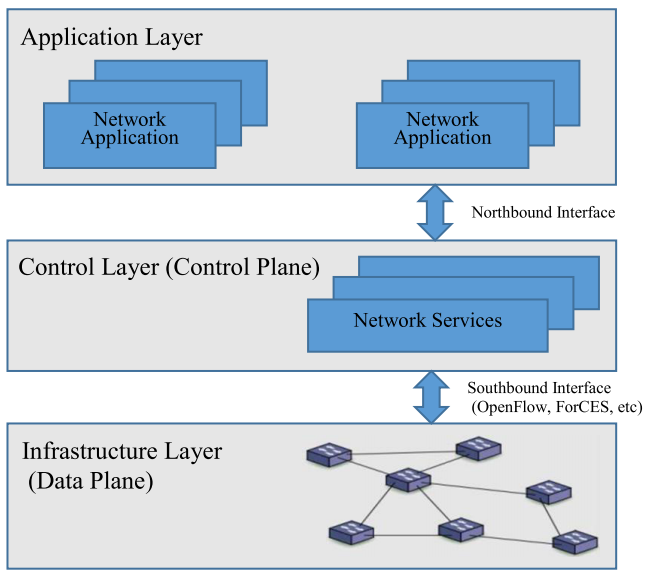 Application Layer
Network
Application
Network
Application
Northbound Interface
Control Layer (Control Plane)
Network Services
Southbound Interface
(OpenFlow, ForCES, etc)
Infrastructure Layer
(Data Plane)